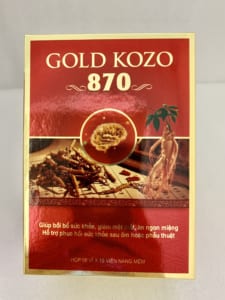 GOLD KOZO
870
Giúp bồi bổ sức khỏe, giảm mệt mỏi, ăn ngon miệng
Hỗ trợ phục hồi sức khỏe sau ốm hoặc phẫu thuật
HỘP 10 VỈ X 10 VIÊN NANG MỀM